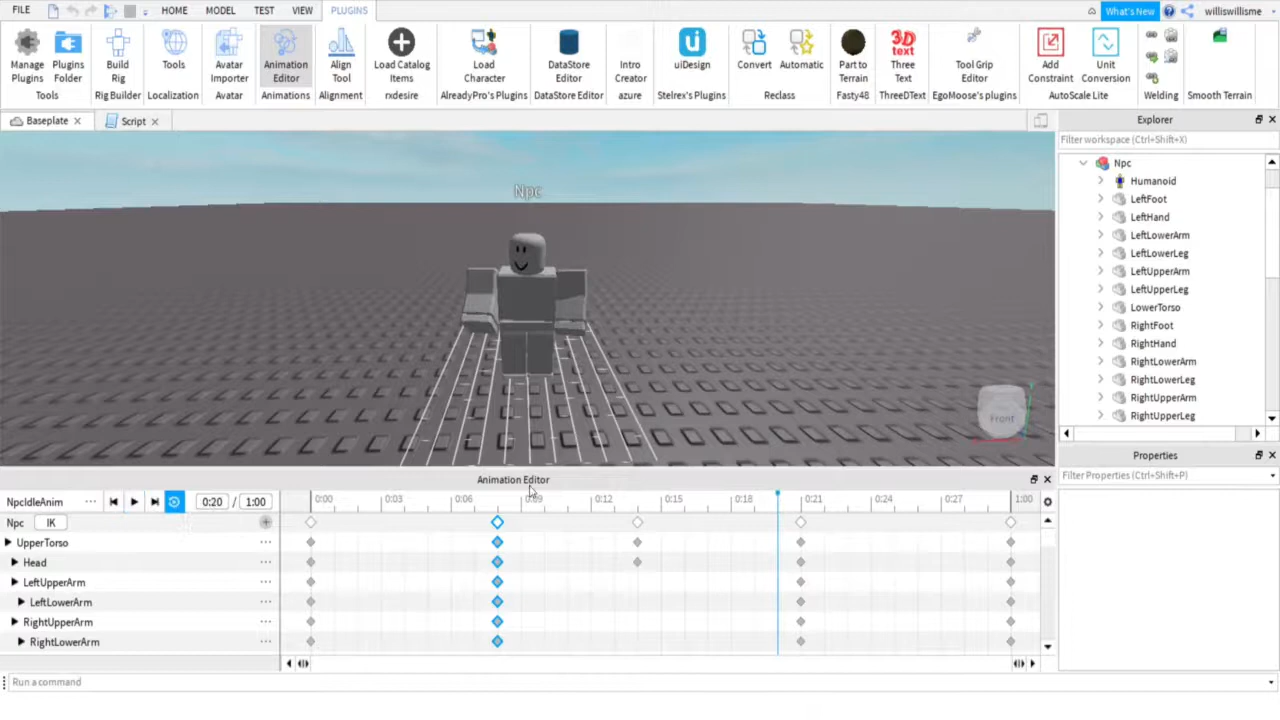 FILE HOME MODEL TEST VIEW PLUGINS What's New williswillisme
Manage Plugins Plugins Folder Build Rig Tools Avatar Importer Animation Editor Align Tool Load Catalog Items Load Character DataStore Editor Intro Creator uiDesign Convert Automatic Part to Terrain 3D text Three Text Tool Grip Editor Add Constraint Unit Conversion
Tools Rig Builder Localization Avatar Animations Alignment rxdesire AlreadyPro's Plugins DataStore Editor azure Stelrex's Plugins Reclass Fasty48 ThreeDText EgoMoose's plugins AutoScale Lite Welding Smooth Terrain
Baseplate Script
Npc
Front
Explorer
Filter workspace (Ctrl+Shift+X)
Npc
Humanoid
LeftFoot
LeftHand
LeftLowerArm
LeftLowerLeg
LeftUpperArm
LeftUpperLeg
LowerTorso
RightFoot
RightHand
RightLowerArm
RightLowerLeg
RightUpperArm
RightUpperLeg
Properties
Filter Properties (Ctrl+Shift+P)
Animation Editor
NpcIdleAnim ... 0:20 / 1:00 0:00 0:03 0:06 0:09 0:12 0:15 0:18 0:21 0:24 0:27 1:00
Npc IK
UpperTorso ...
Head ...
LeftUpperArm ...
LeftLowerArm ...
RightUpperArm ...
RightLowerArm ...
Run a command